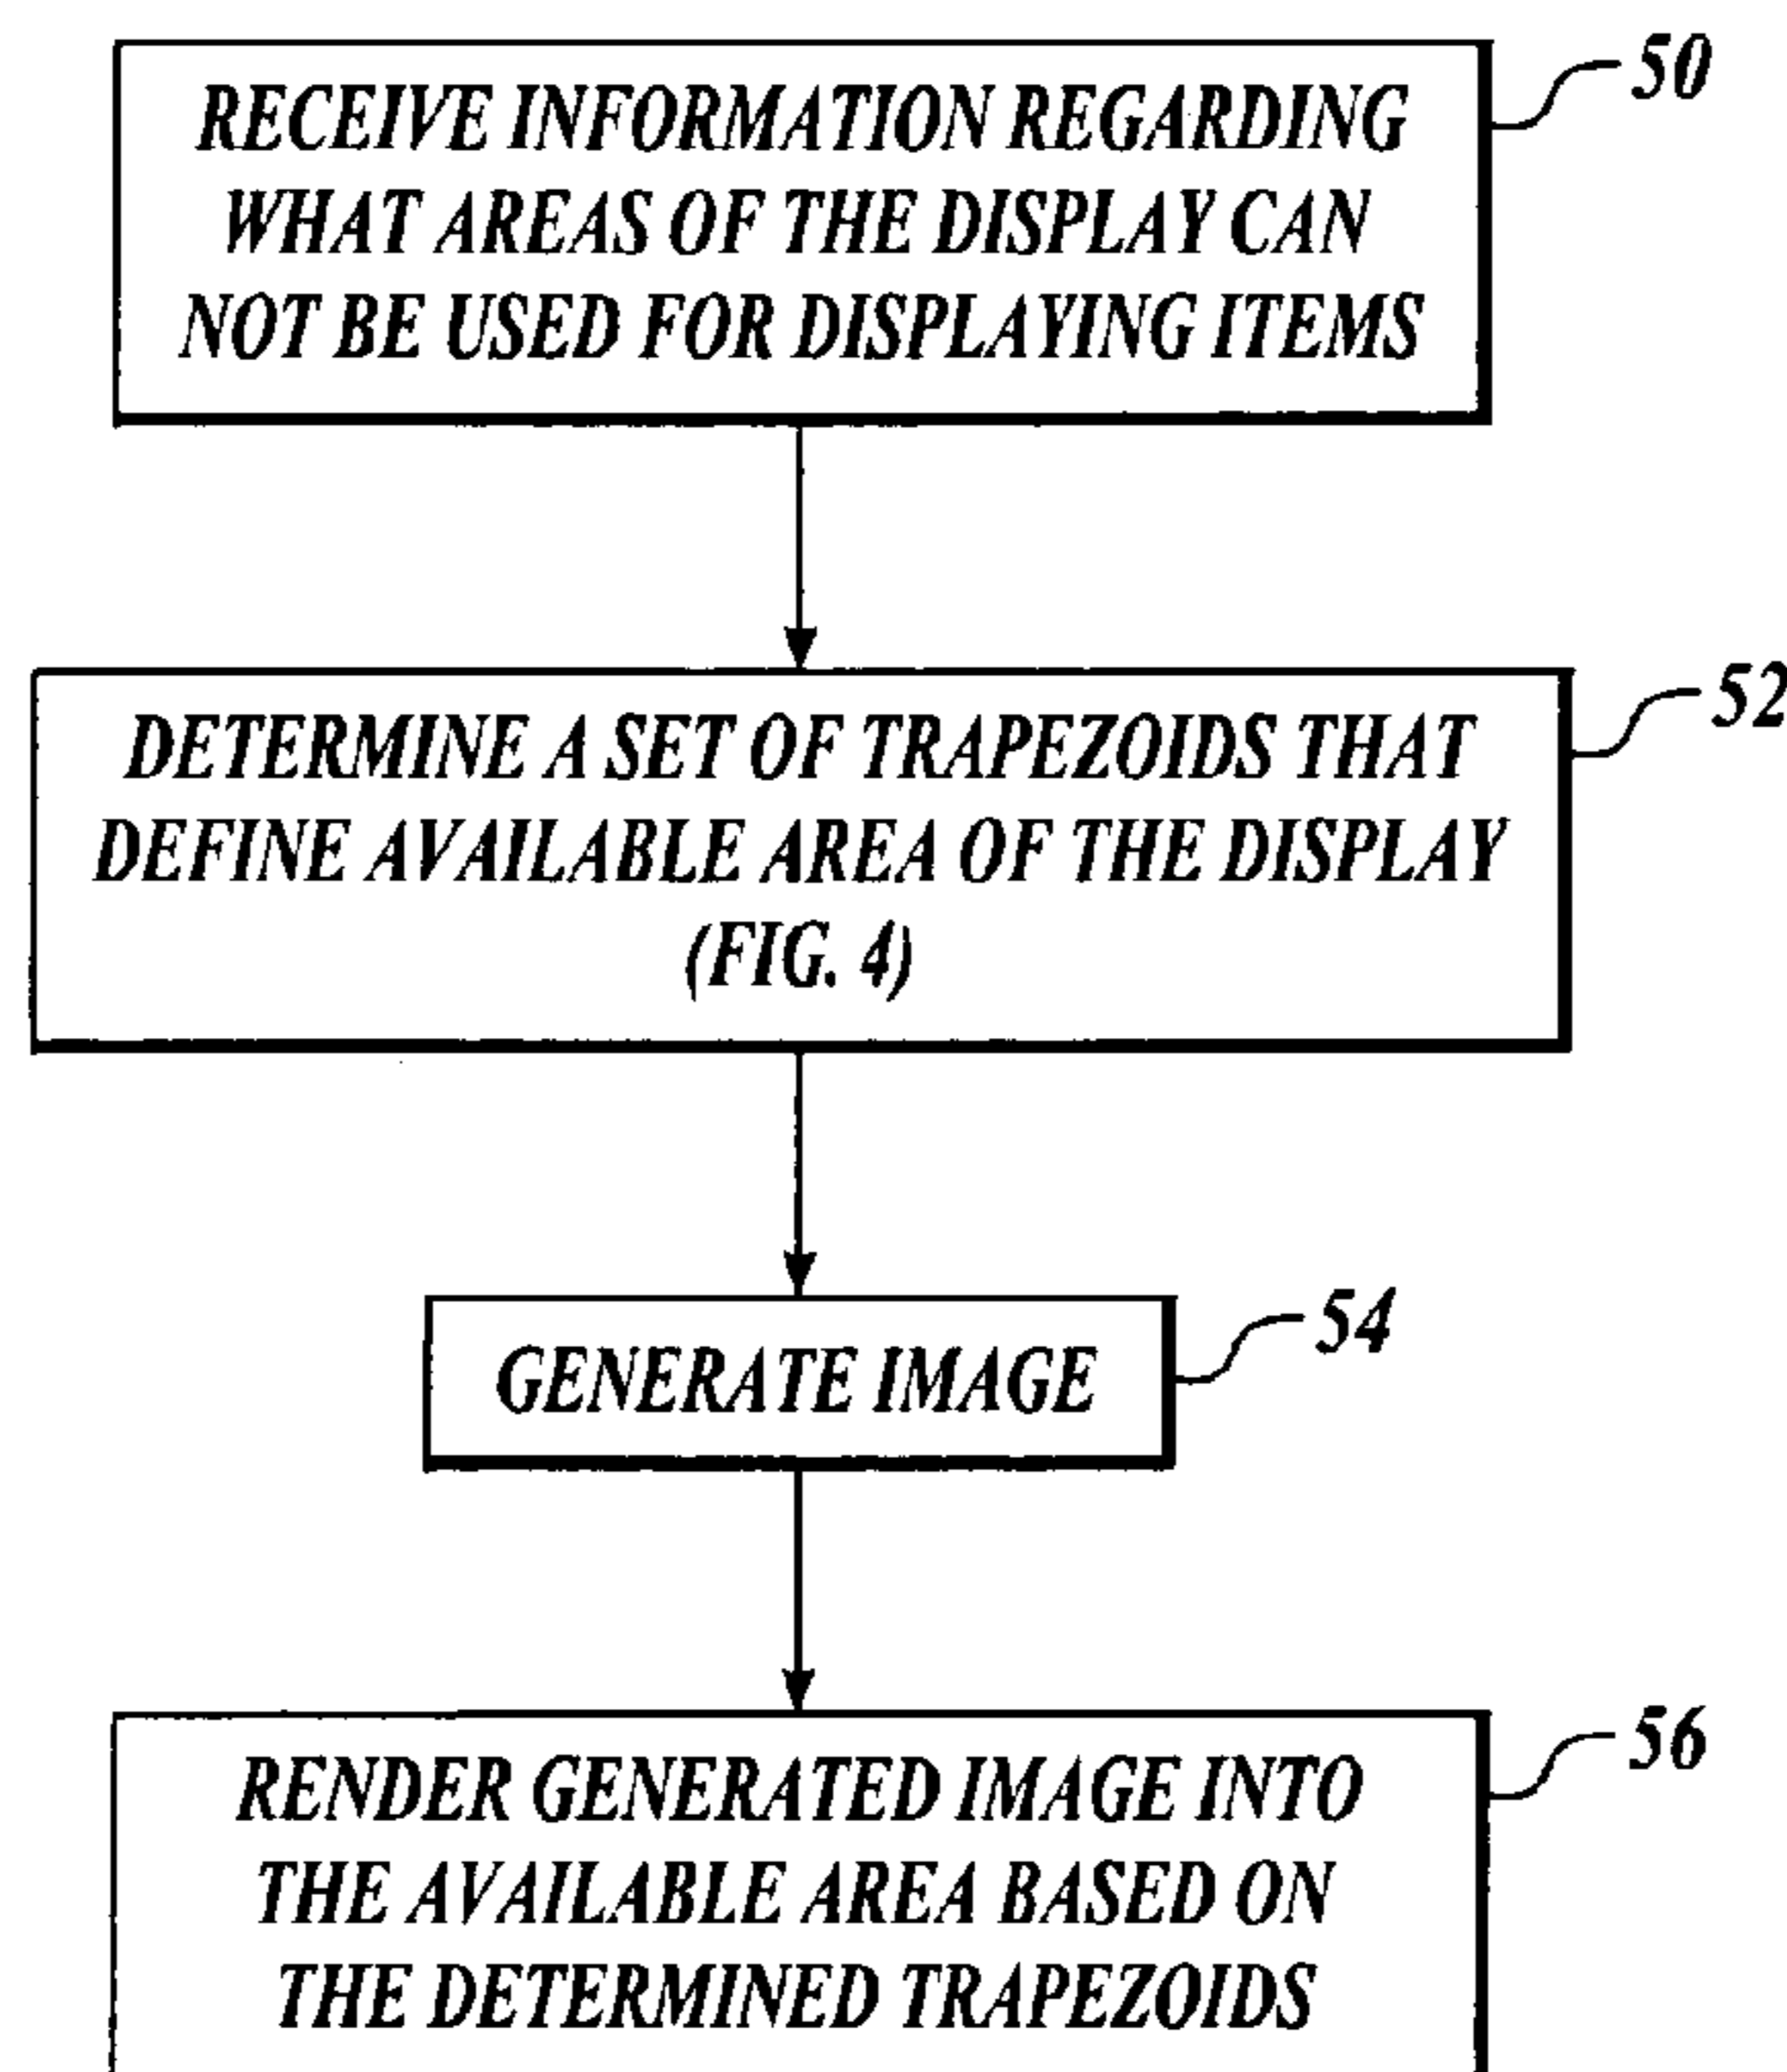 RECEIVE INFORMATION REGARDING
WHAT AREAS OF THE DISPLAY CAN
NOT BE USED FOR DISPLAYING ITEMS
50
DETERMINE A SET OF TRAPEZOIDS THAT
DEFINE AVAILABLE AREA OF THE DISPLAY
(FIG. 4)
52
GENERATE IMAGE
54
RENDER GENERATED IMAGE INTO
THE AVAILABLE AREA BASED ON
THE DETERMINED TRAPEZOIDS
56